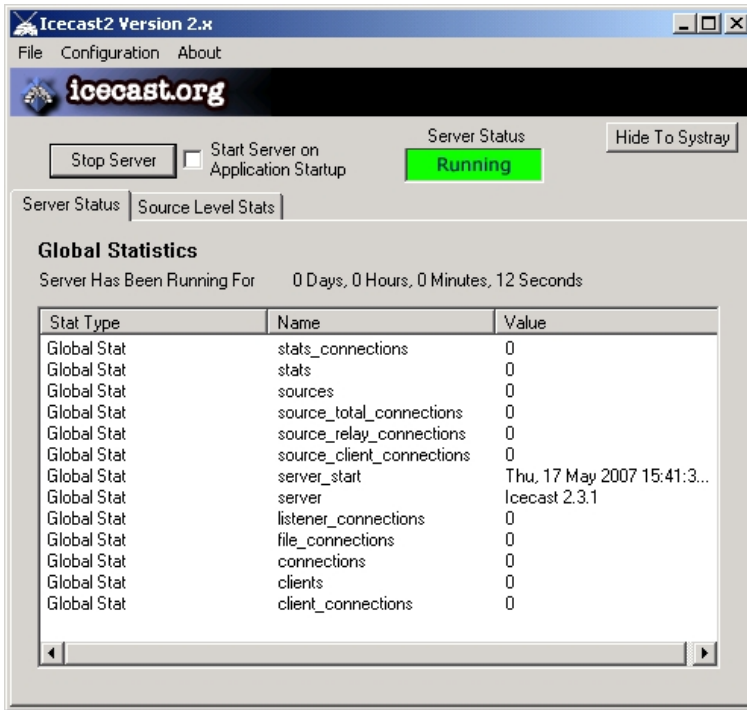 Icecast2 Version 2.x
File Configuration About
icecast.org
Stop Server
Start Server on
Application Startup
Server Status
Running
Hide To Systray
Server Status Source Level Stats
Global Statistics
Server Has Been Running For 0 Days, 0 Hours, 0 Minutes, 12 Seconds
Stat Type Name Value
Global Stat stats_connections 0
Global Stat stats 0
Global Stat sources 0
Global Stat source_total_connections 0
Global Stat source_relay_connections 0
Global Stat source_client_connections 0
Global Stat server_start Thu, 17 May 2007 15:41:3...
Global Stat server Icecast 2.3.1
Global Stat listener_connections 0
Global Stat file_connections 0
Global Stat connections 0
Global Stat clients 0
Global Stat client_connections 0